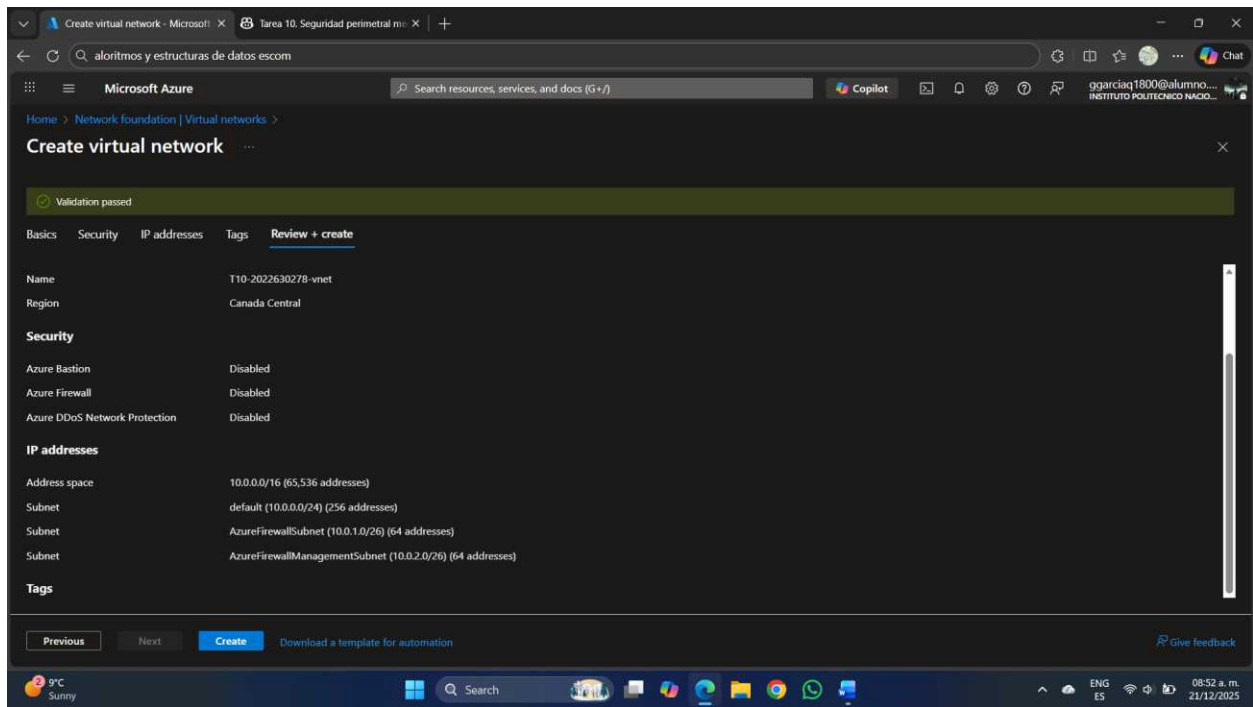 Create virtual network - Microsoft
Tarea 10. Seguridad perimetral me
aloritmos y estructuras de datos escom
Chat
Microsoft Azure
Search resources, services, and docs (G+/)
Copilot
ggarciaq1800@alumno....
INSTITUTO POLITECNICO NACIO...
Home > Network foundation | Virtual networks >
Create virtual network ...
Validation passed
Basics Security IP addresses Tags Review + create
Name T10-2022630278-vnet
Region Canada Central
Security
Azure Bastion Disabled
Azure Firewall Disabled
Azure DDoS Network Protection Disabled
IP addresses
Address space 10.0.0.0/16 (65,536 addresses)
Subnet default (10.0.0.0/24) (256 addresses)
Subnet AzureFirewallSubnet (10.0.1.0/26) (64 addresses)
Subnet AzureFirewallManagementSubnet (10.0.2.0/26) (64 addresses)
Tags
Previous Next Create Download a template for automation Give feedback
2 9°C
Sunny
Search
ENG
ES
08:52 a. m.
21/12/2025